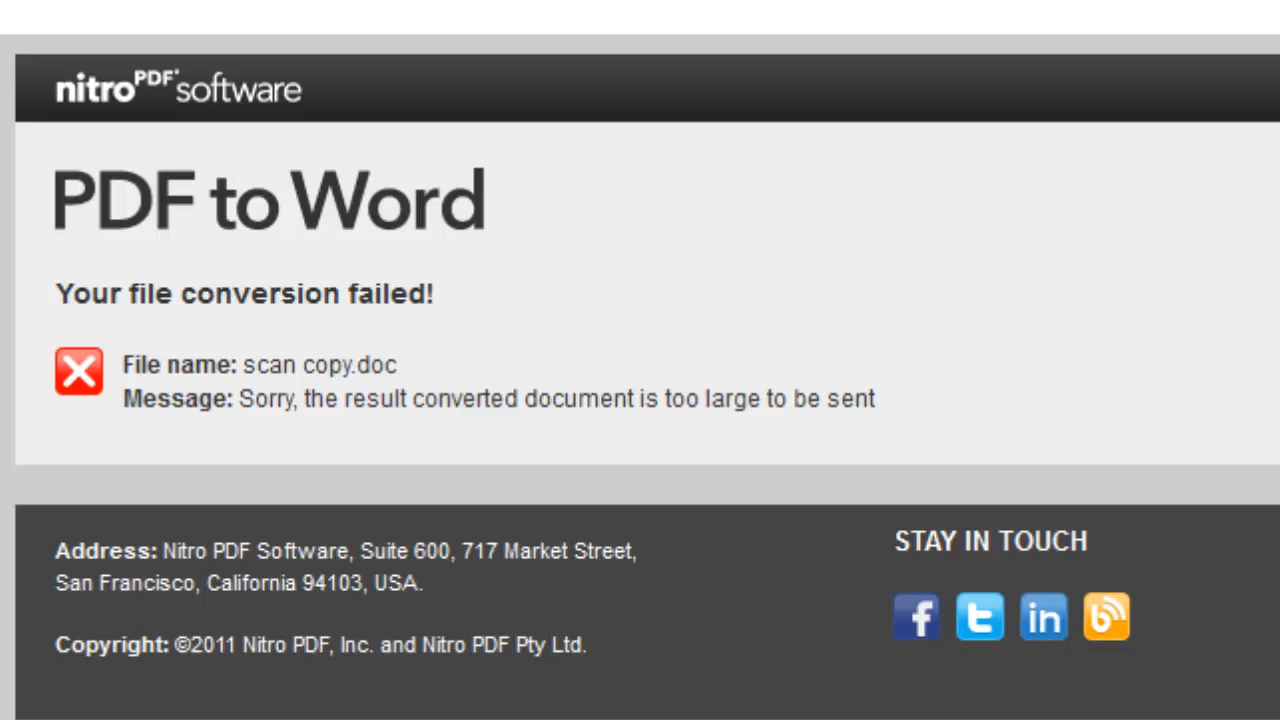 nitroPDF®software
PDF to Word
Your file conversion failed!
File name: scan copy.doc
Message: Sorry, the result converted document is too large to be sent
Address: Nitro PDF Software, Suite 600, 717 Market Street,
San Francisco, California 94103, USA.
Copyright: ©2011 Nitro PDF, Inc. and Nitro PDF Pty Ltd.
STAY IN TOUCH
f t in b